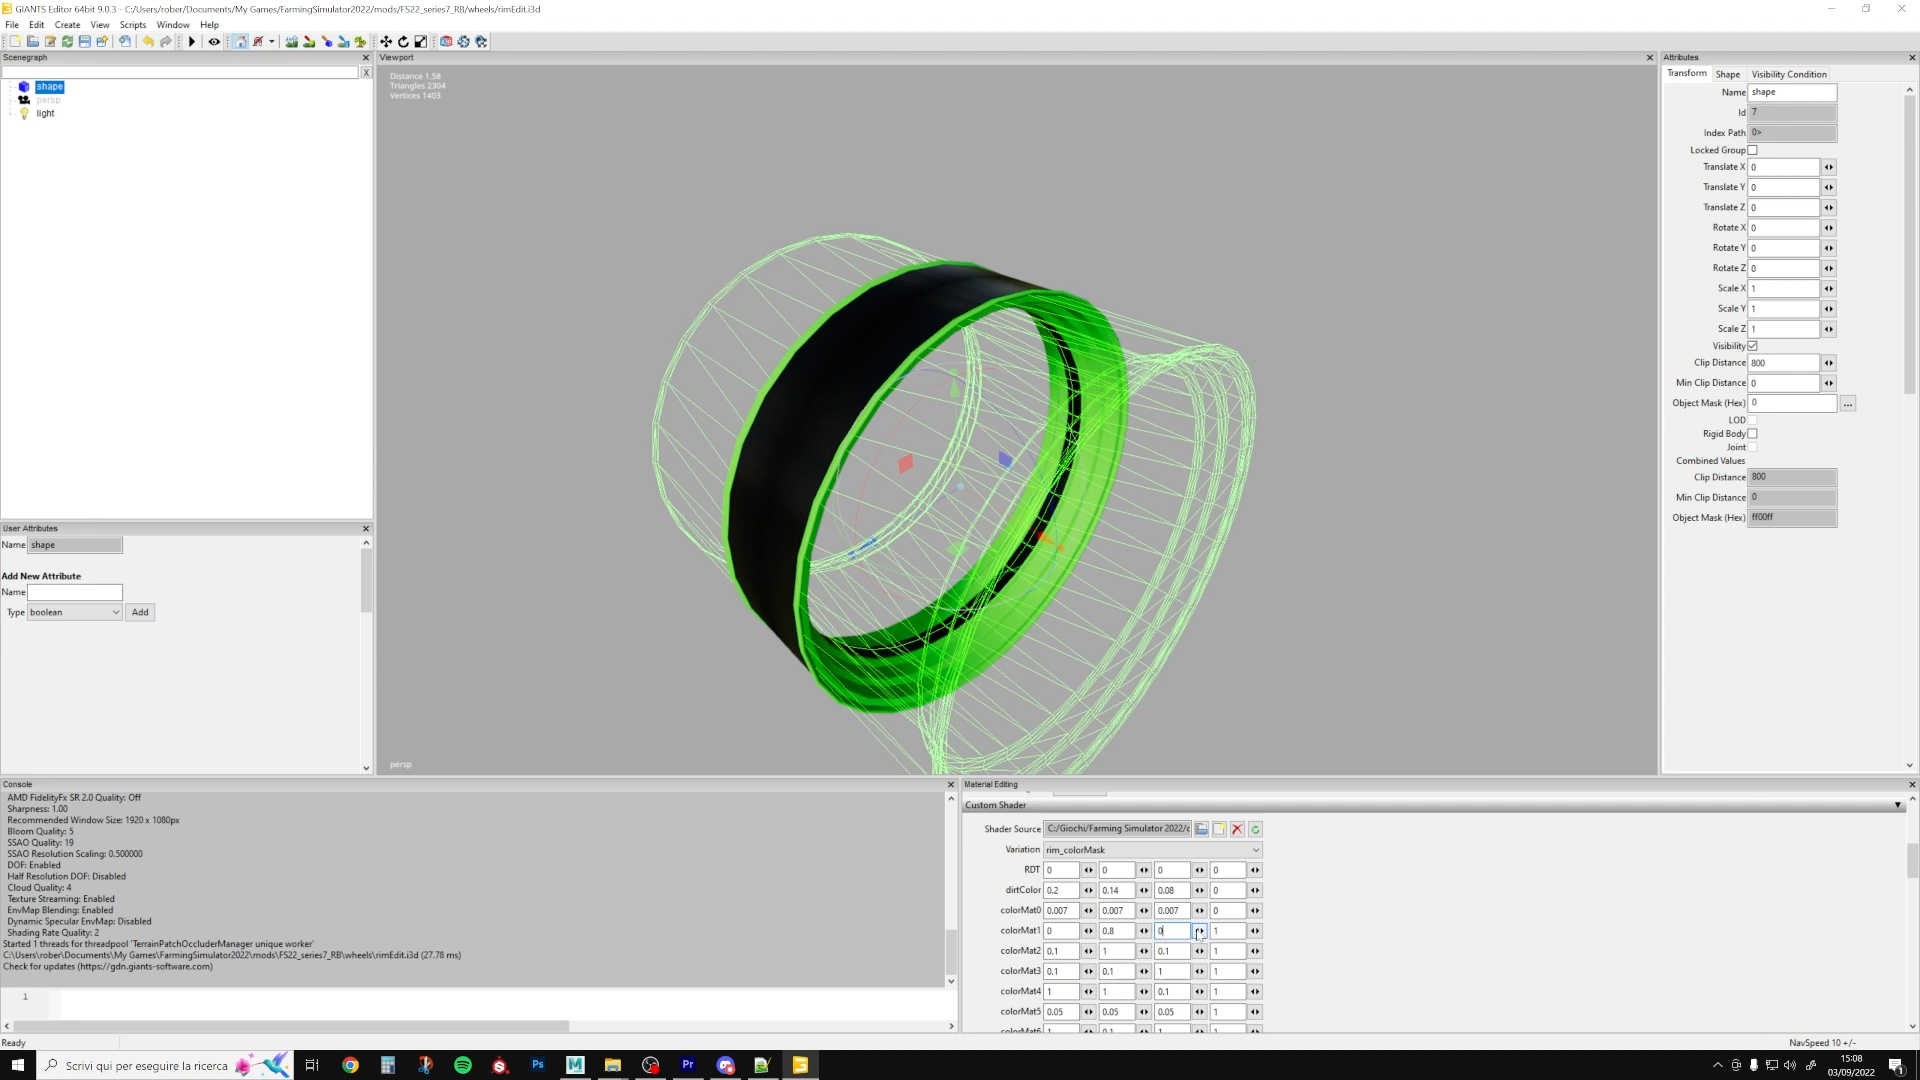 GIANTS Editor 64bit 9.0.3 - C:/Users/rober/Documents/My Games/FarmingSimulator2022/mods/FS22_series7_RB/wheels/rimEdit.i3d
File Edit Create View Scripts Window Help
Scenegraph
X
shape
persp
light
Viewport
Distance 1.58
Triangles 2304
Vertices 1403
persp
Attributes
Transform Shape Visibility Condition
Name shape
Id 7
Index Path 0>
Locked Group
Translate X 0
Translate Y 0
Translate Z 0
Rotate X 0
Rotate Y 0
Rotate Z 0
Scale X 1
Scale Y 1
Scale Z 1
Visibility
Clip Distance 800
Min Clip Distance 0
Object Mask (Hex) 0 ...
LOD
Rigid Body
Joint
Combined Values
Clip Distance 800
Min Clip Distance 0
Object Mask (Hex) ff00ff
User Attributes
Name shape
Add New Attribute
Name
Type boolean Add
Console
AMD FidelityFx SR 2.0 Quality: Off
Sharpness: 1.00
Recommended Window Size: 1920 x 1080px
Bloom Quality: 5
SSAO Quality: 19
SSAO Resolution Scaling: 0.500000
DOF: Enabled
Half Resolution DOF: Disabled
Cloud Quality: 4
Texture Streaming: Enabled
EnvMap Blending: Enabled
Dynamic Specular EnvMap: Disabled
Shading Rate Quality: 2
Started 1 threads for threadpool 'TerrainPatchOccluderManager unique worker'
C:\Users\rober\Documents\My Games\FarmingSimulator2022\mods\FS22_series7_RB\wheels\rimEdit.i3d (27.78 ms)
Check for updates (https://gdn.giants-software.com)
1
Material Editing
Custom Shader
Shader Source C:/Giochi/Farming Simulator 2022/c
Variation rim_colorMask
RDT 0 0 0 0
dirtColor 0.2 0.14 0.08 0
colorMat0 0.007 0.007 0.007 0
colorMat1 0 0.8 0 1
colorMat2 0.1 1 0.1 1
colorMat3 0.1 0.1 1 1
colorMat4 1 1 0.1 1
colorMat5 0.05 0.05 0.05 1
colorMat6 1 0.1 1 1
Ready
NavSpeed 10 +/-
Scrivi qui per eseguire la ricerca
Ps
Pr
15:08
03/09/2022
1